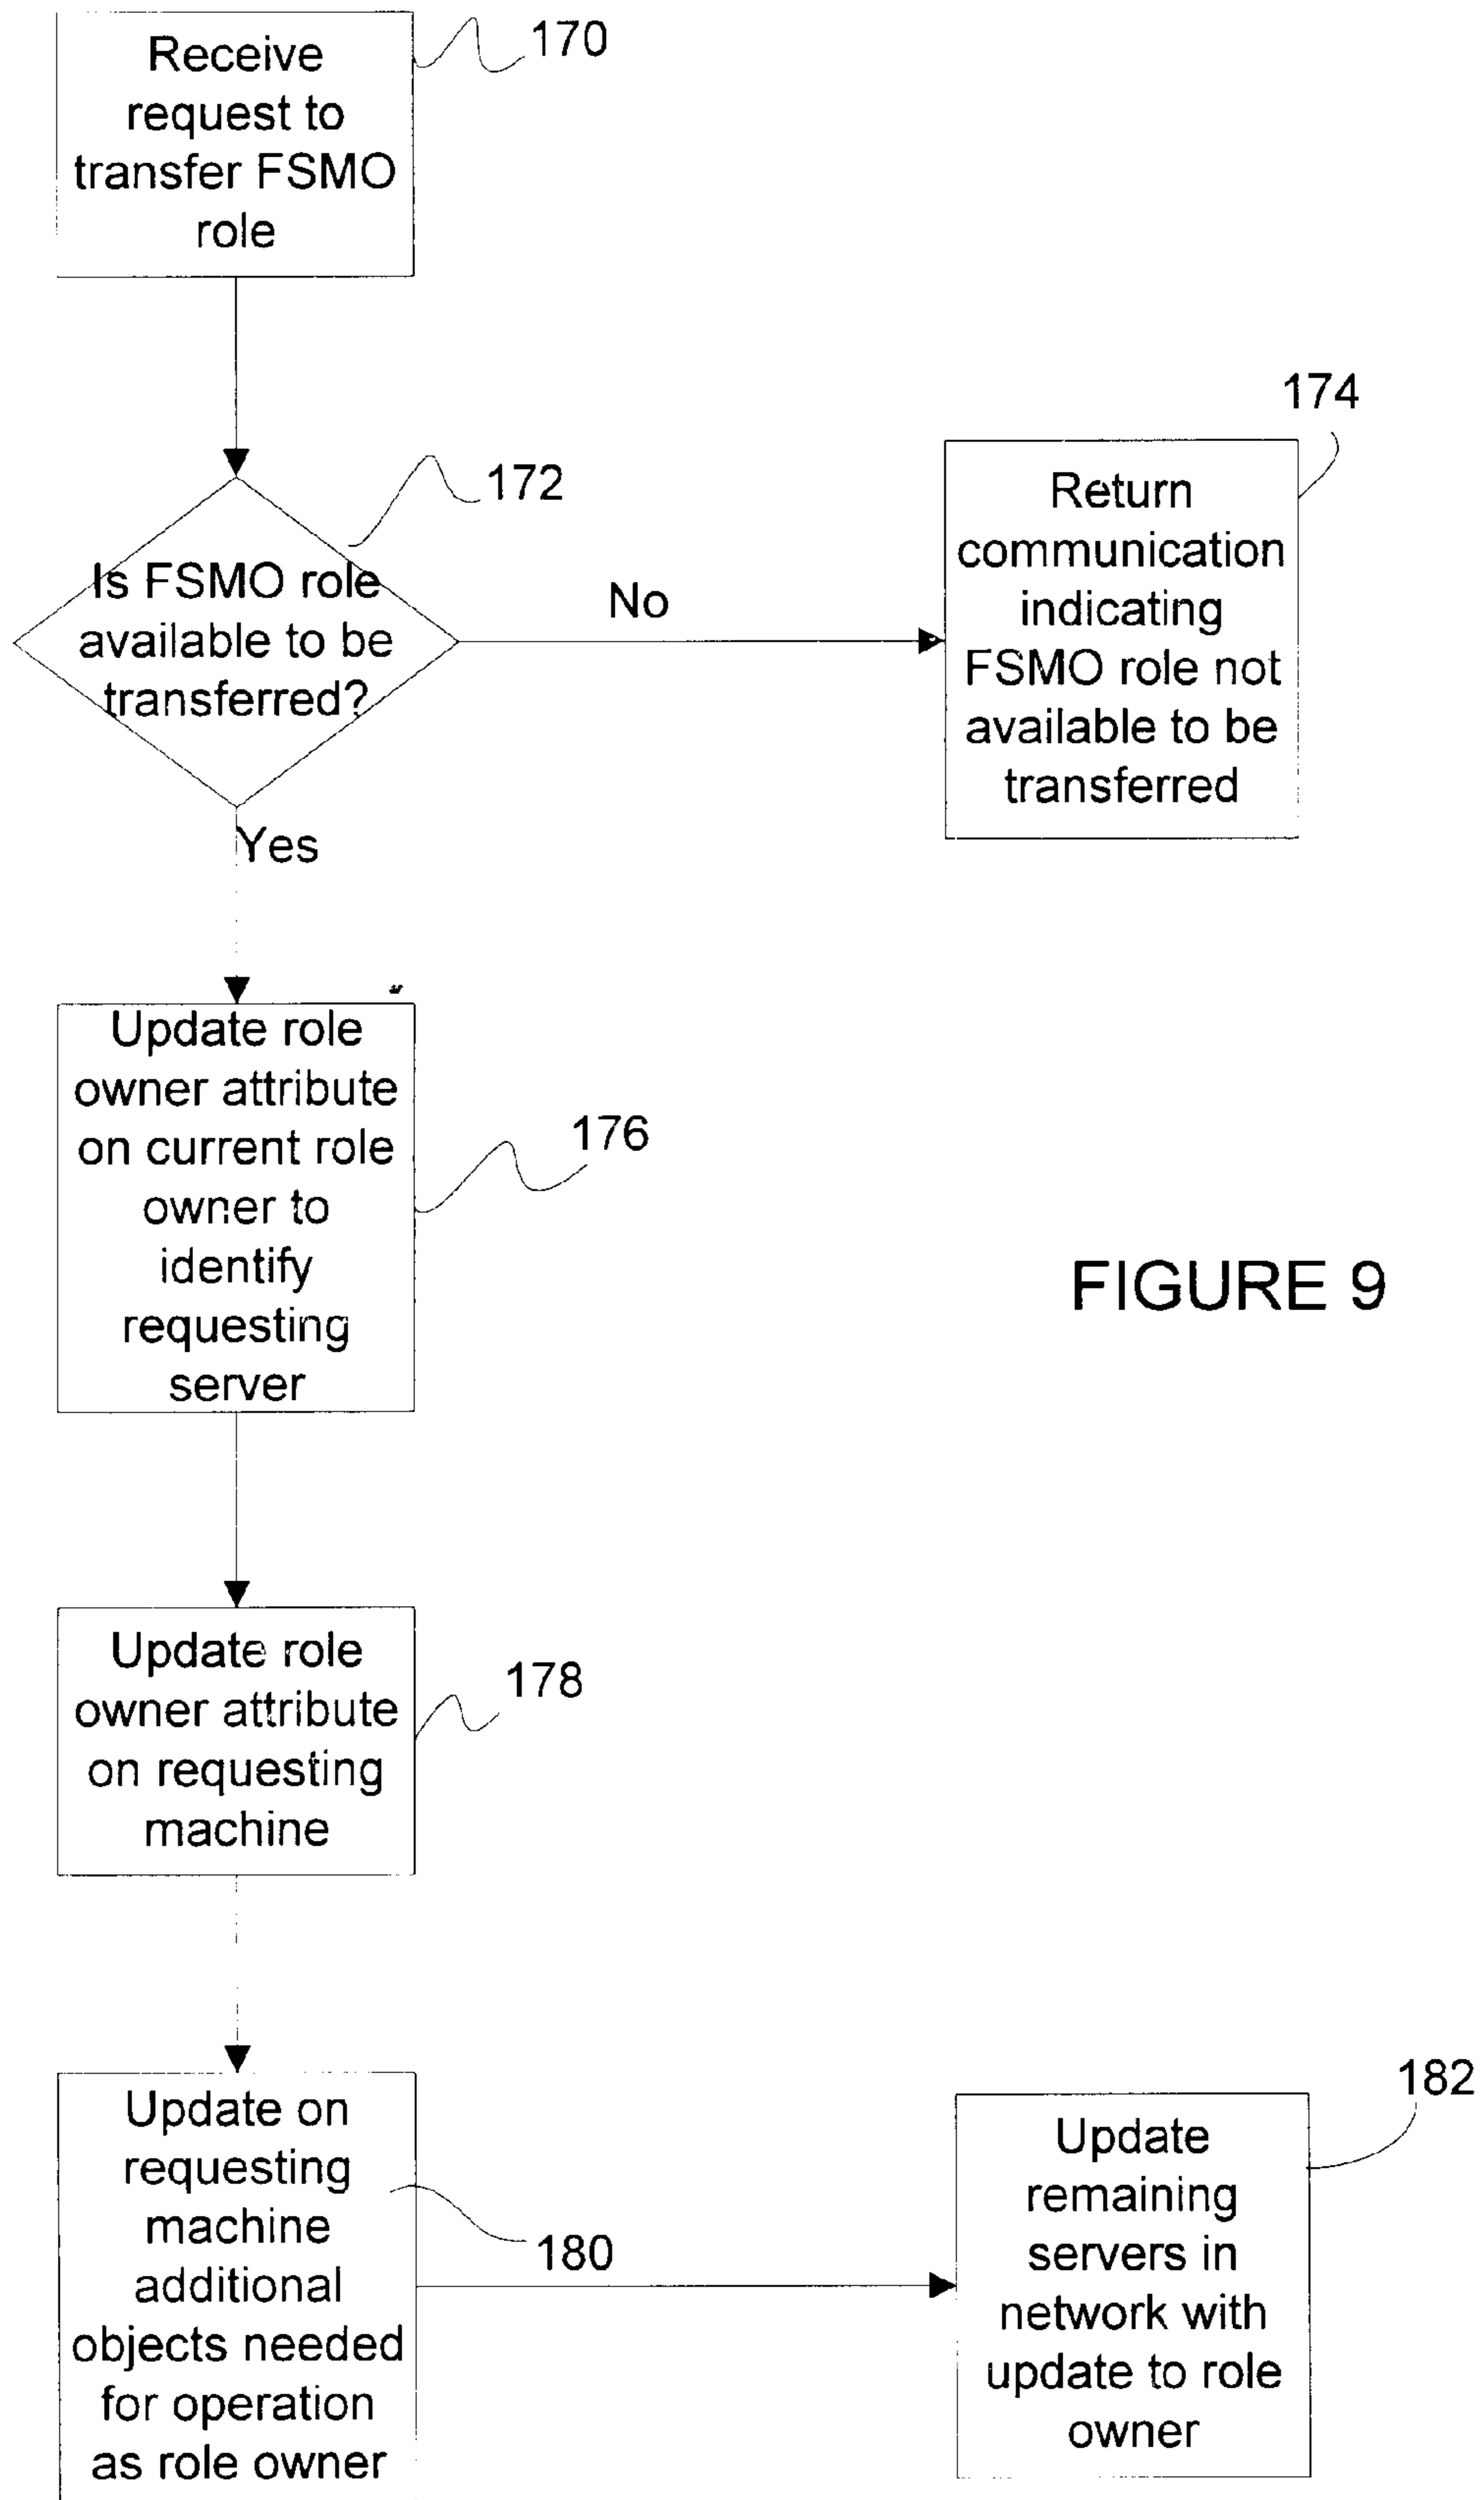 Receive
request to
transfer FSMO
role
170
Is FSMO role
available to be
transferred?
172
No
Return
communication
indicating
FSMO role not
available to be
transferred
174
Yes
Update role
owner attribute
on current role
owner to
identify
requesting
server
176
FIGURE 9
Update role
owner attribute
on requesting
machine
178
Update on
requesting
machine
additional
objects needed
for operation
as role owner
180
Update
remaining
servers in
network with
update to role
owner
182